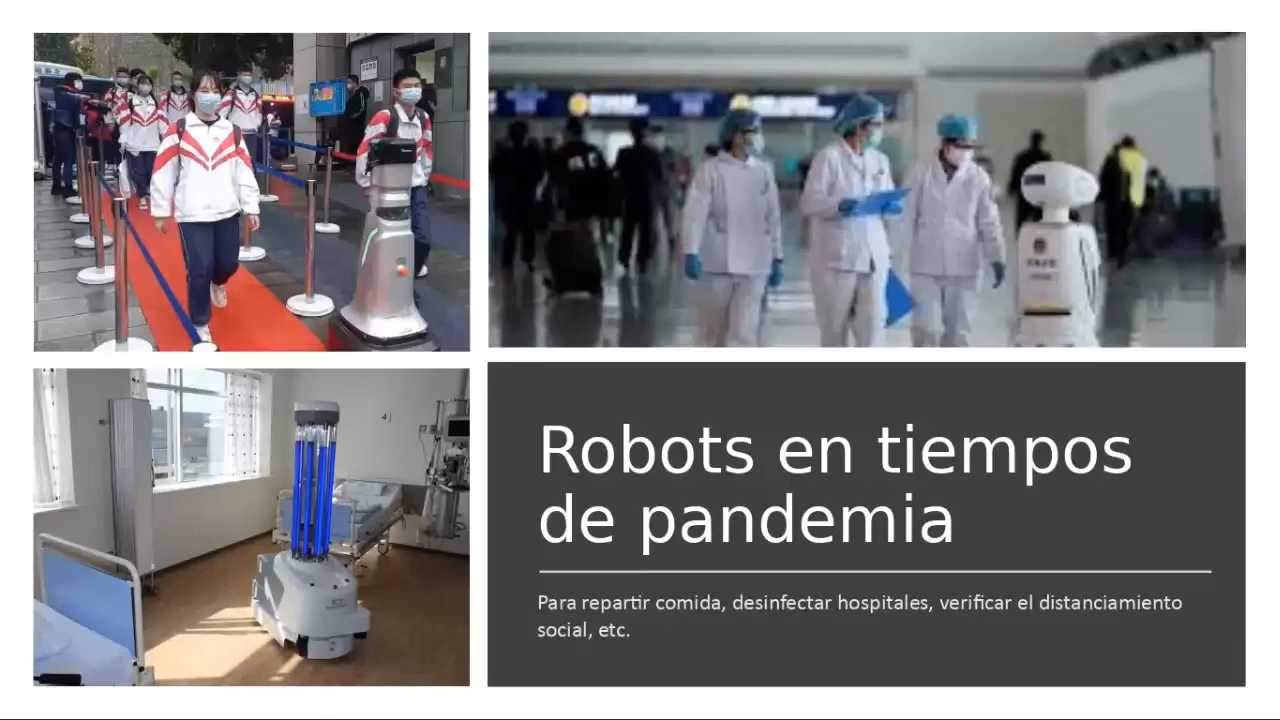 Robots en tiempos
de pandemia
Para repartir comida, desinfectar hospitales, verificar el distanciamiento
social, etc.